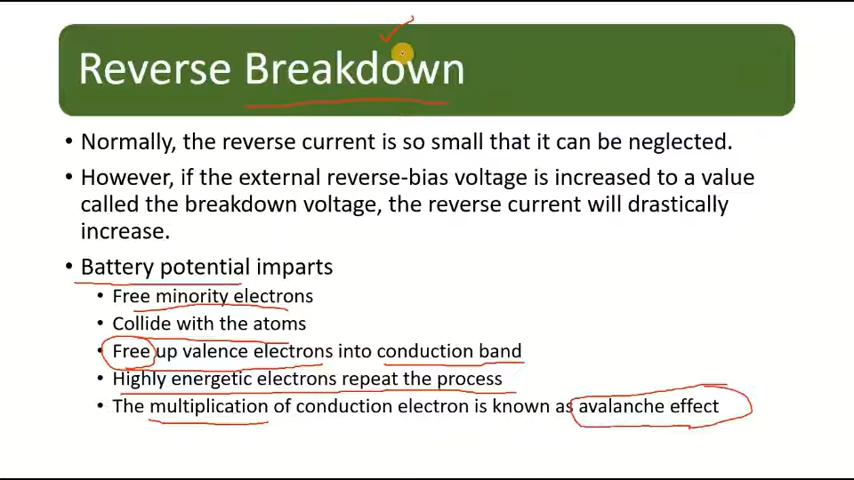 Reverse Breakdown
• Normally, the reverse current is so small that it can be neglected.
• However, if the external reverse-bias voltage is increased to a value
called the breakdown voltage, the reverse current will drastically
increase.
• Battery potential imparts
• Free minority electrons
• Collide with the atoms
• Free up valence electrons into conduction band
• Highly energetic electrons repeat the process
• The multiplication of conduction electron is known as avalanche effect